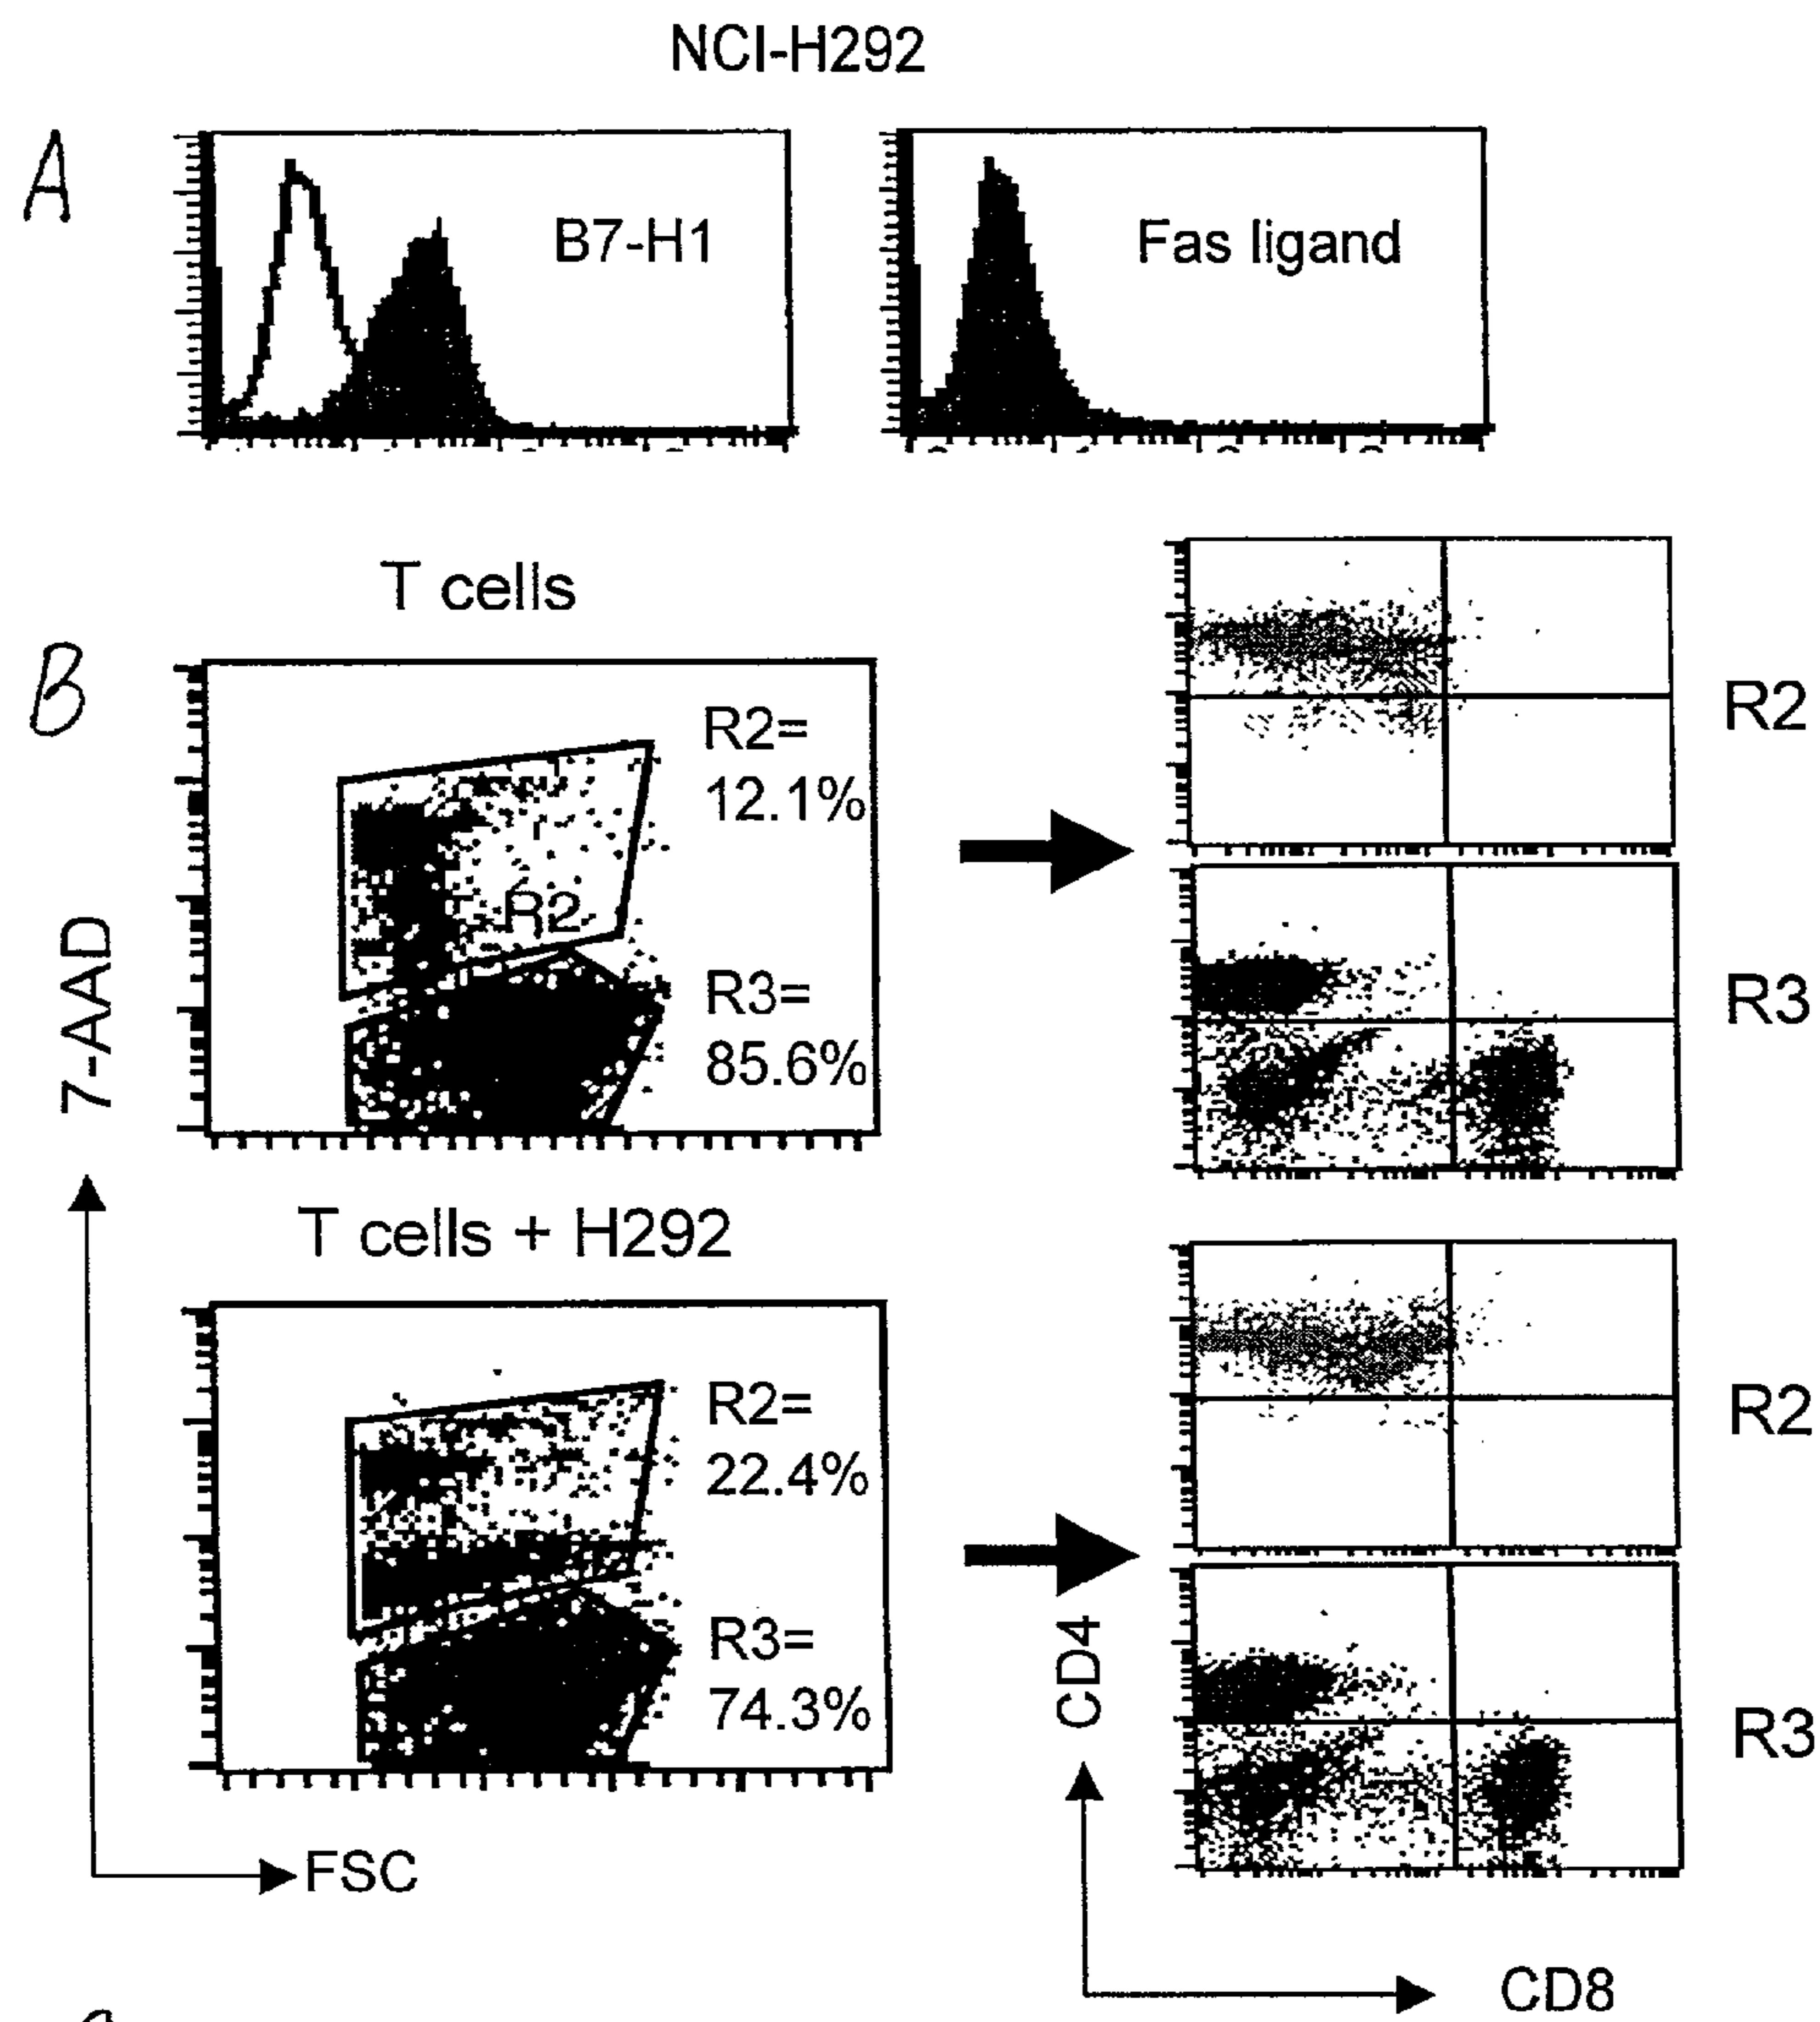 NCI-H292
A
B7-H1
Fas ligand
T cells
B
R2=
12.1%
R2
R3=
85.6%
R2
R3
7-AAD
T cells + H292
R2=
22.4%
R3=
74.3%
R2
R3
CD4
FSC
CD8